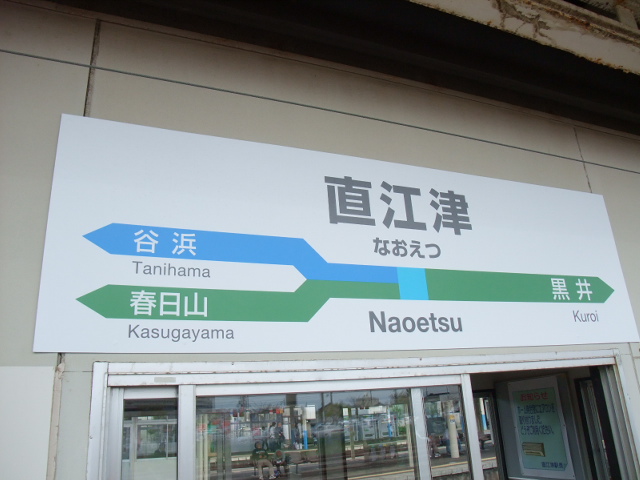 直江津
なおえつ
Naoetsu
谷浜
Tanihama
春日山
Kasugayama
黒井
Kuroi